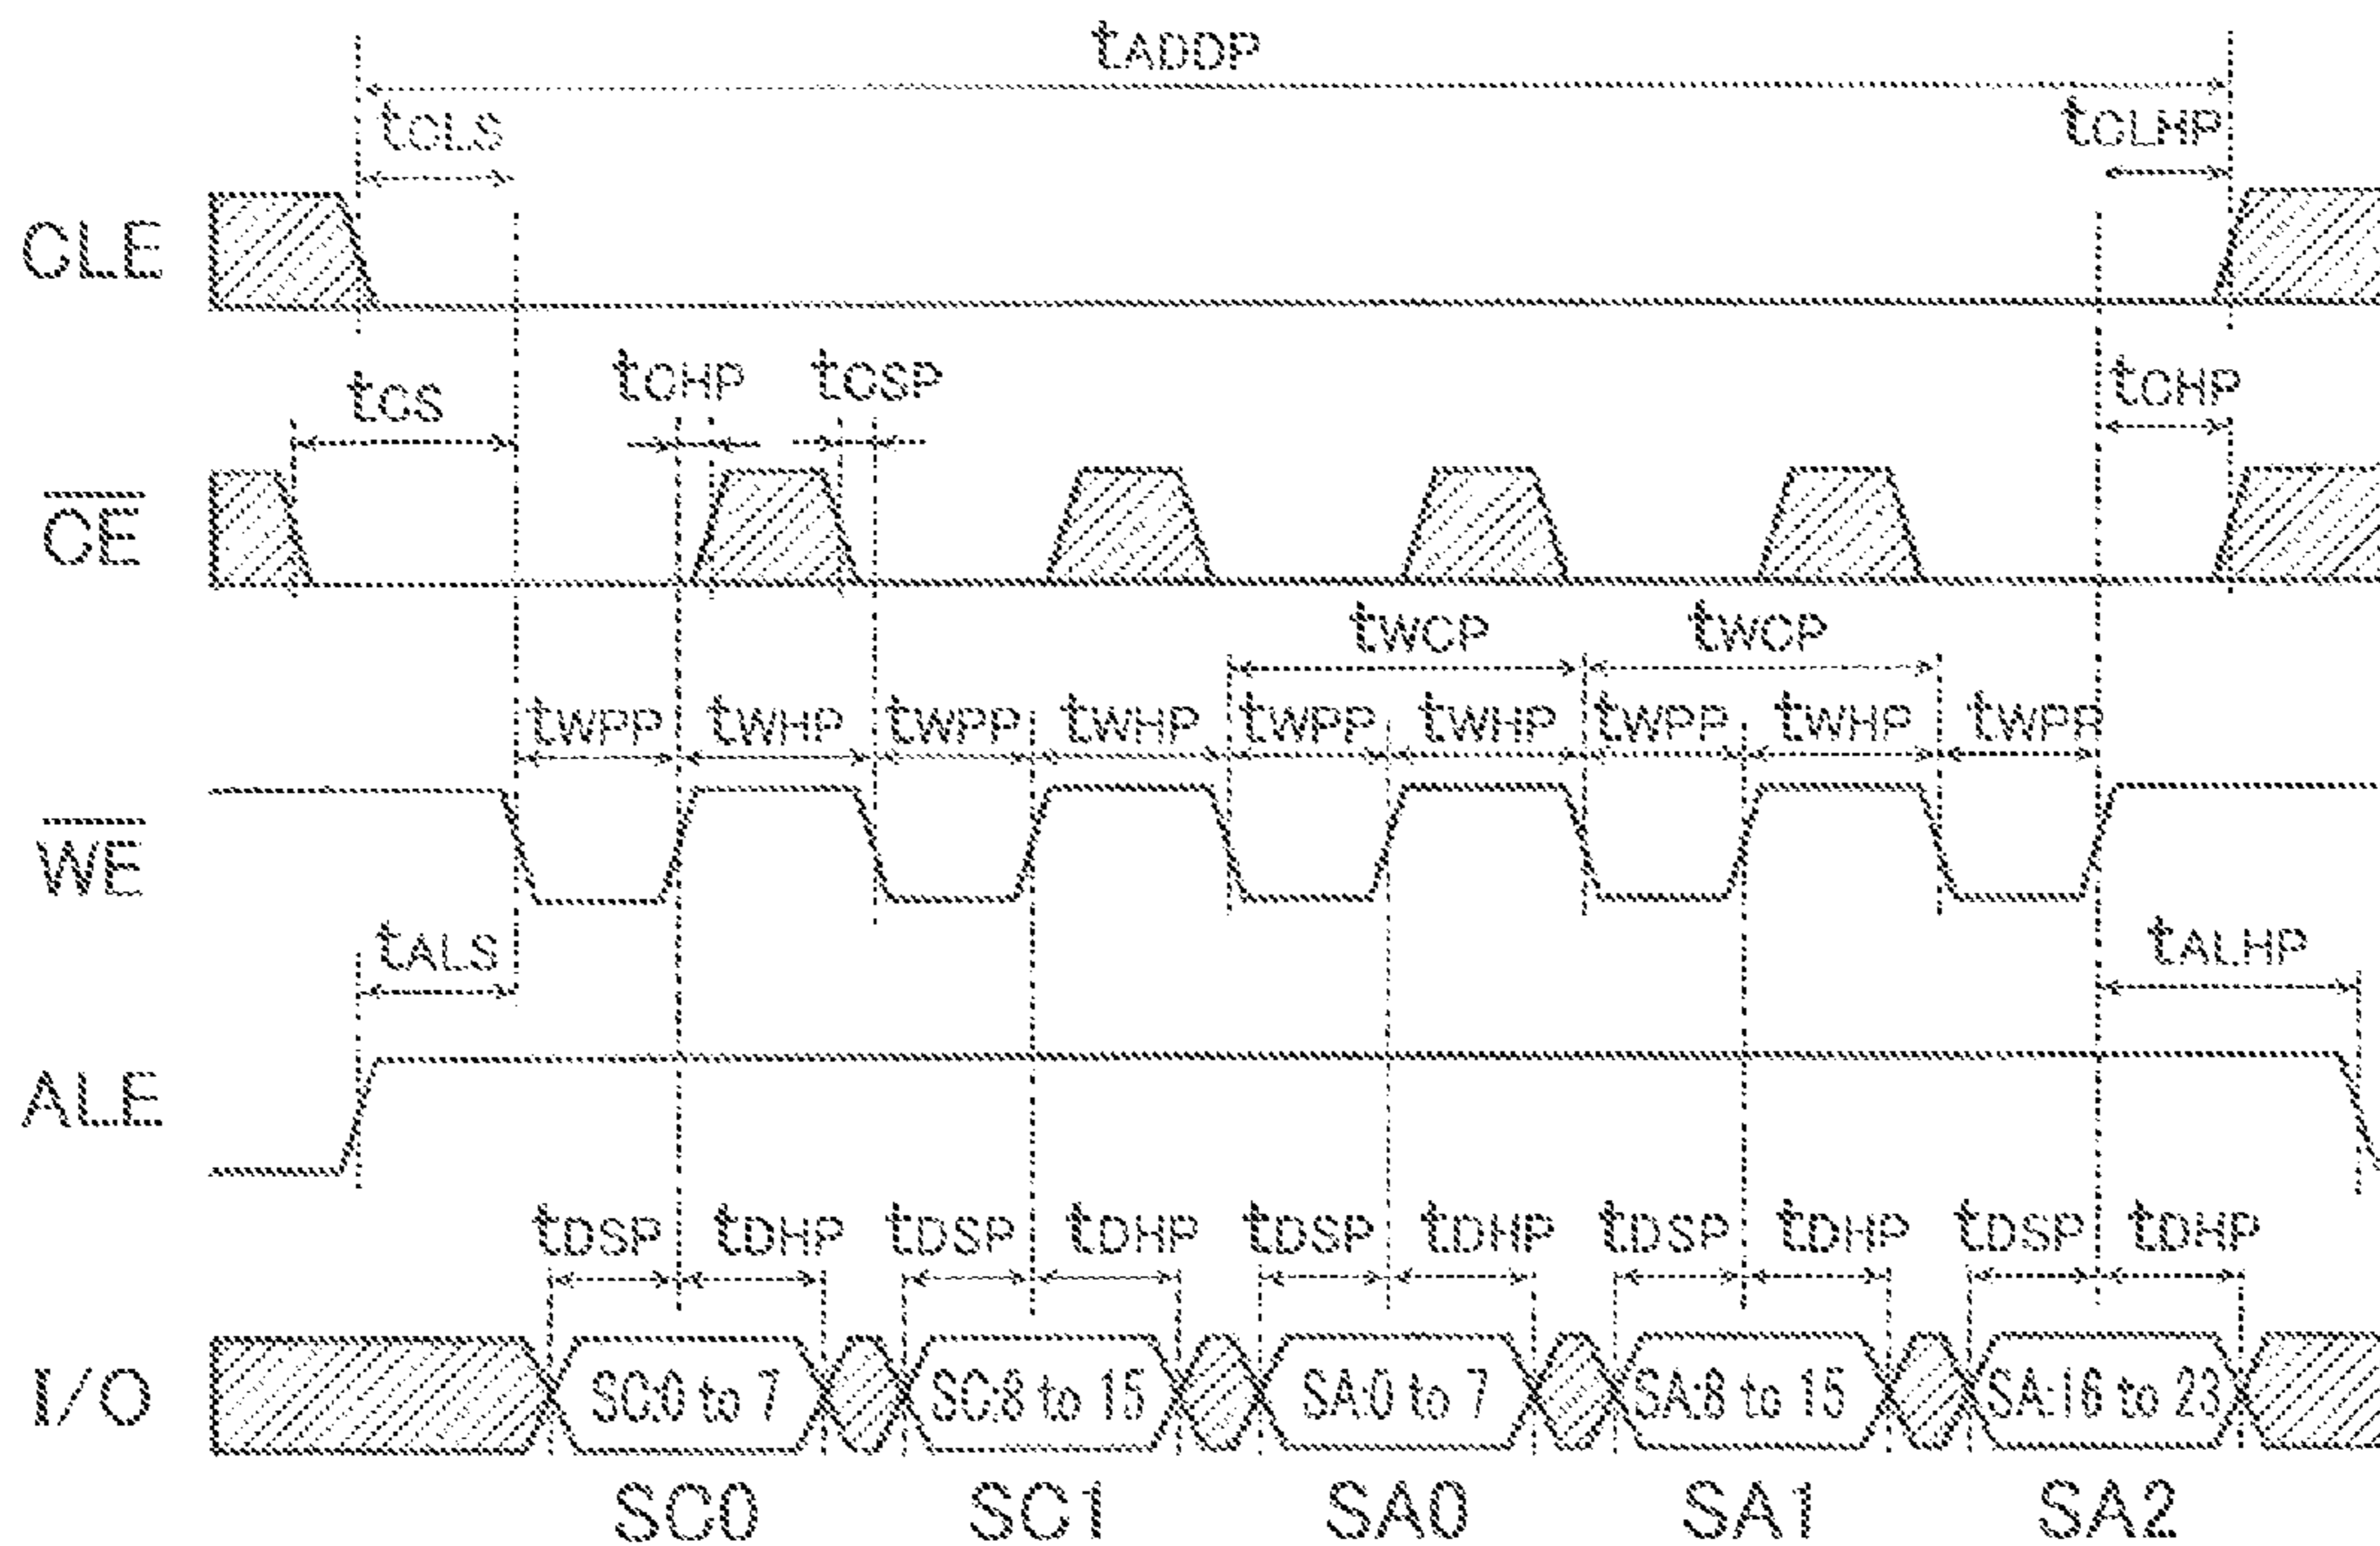 tADDP
tCLS tCLHP
CLE
tCS tCHP tCSP tCHP
CE
tWCP tWCP
tWPP tWHP tWPP tWHP tWPP tWHP tWPP tWHP tWPP
WE
tALS tALHP
ALE
tDSP tDHP tDSP tDHP tDSP tDHP tDSP tDHP tDSP tDHP
I/O SC:0 to 7 SC:8 to 15 SA:0 to 7 SA:8 to 15 SA:16 to 23
SC0 SC1 SA0 SA1 SA2